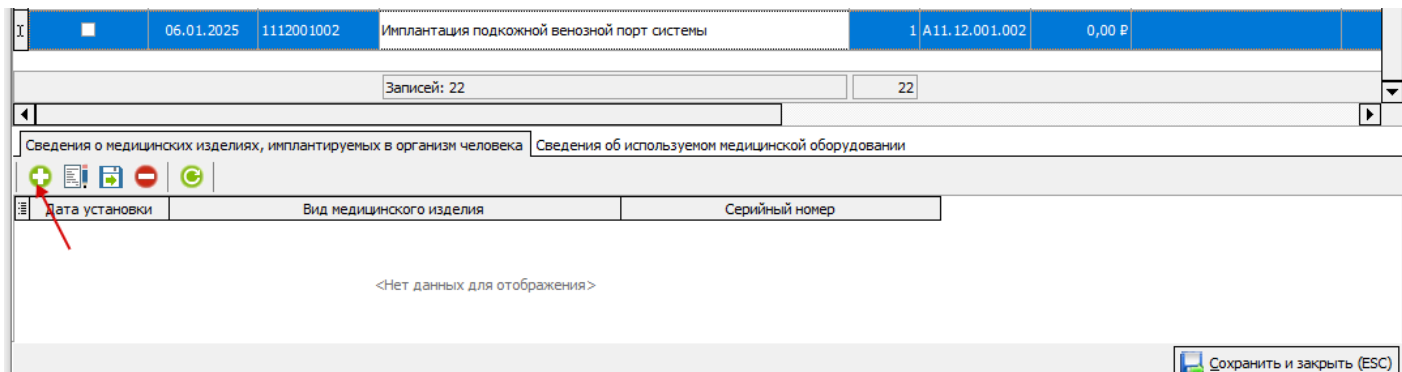 06.01.2025 1112001002 Имплантация подкожной венозной порт системы 1 A11.12.001.002 0,00 ₽
Записей: 22 22
Сведения о медицинских изделиях, имплантируемых в организм человека Сведения об используемом медицинской оборудовании
Дата установки Вид медицинского изделия Серийный номер
<Нет данных для отображения>
Сохранить и закрыть (ESC)